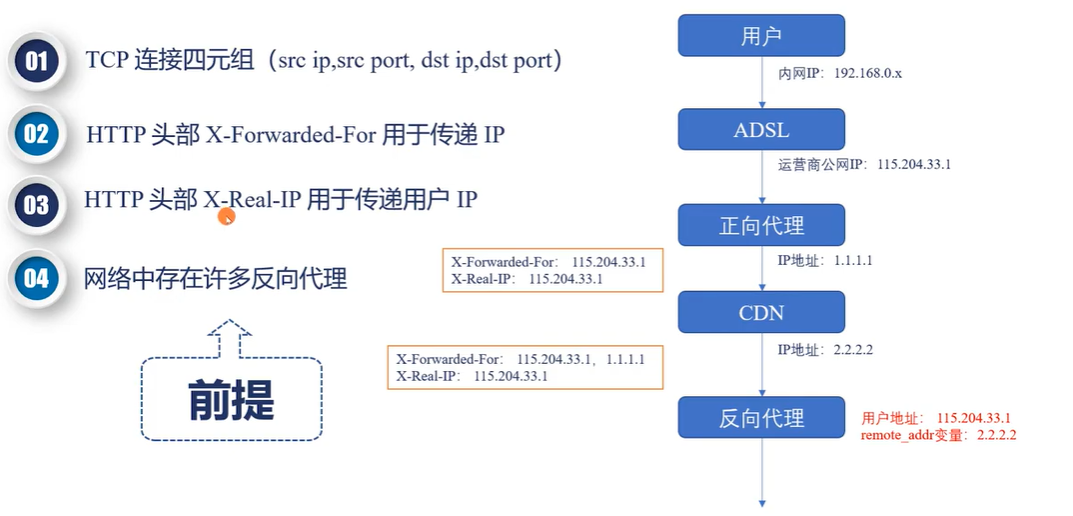 01 TCP 连接四元组（src ip,src port, dst ip,dst port）
02 HTTP 头部 X-Forwarded-For 用于传递 IP
03 HTTP 头部 X-Real-IP 用于传递用户 IP
04 网络中存在许多反向代理
前提
用户
内网IP：192.168.0.x
ADSL
运营商公网IP：115.204.33.1
正向代理
IP地址：1.1.1.1
X-Forwarded-For： 115.204.33.1
X-Real-IP： 115.204.33.1
CDN
IP地址：2.2.2.2
X-Forwarded-For： 115.204.33.1，1.1.1.1
X-Real-IP： 115.204.33.1
反向代理
用户地址： 115.204.33.1
remote_addr变量：2.2.2.2